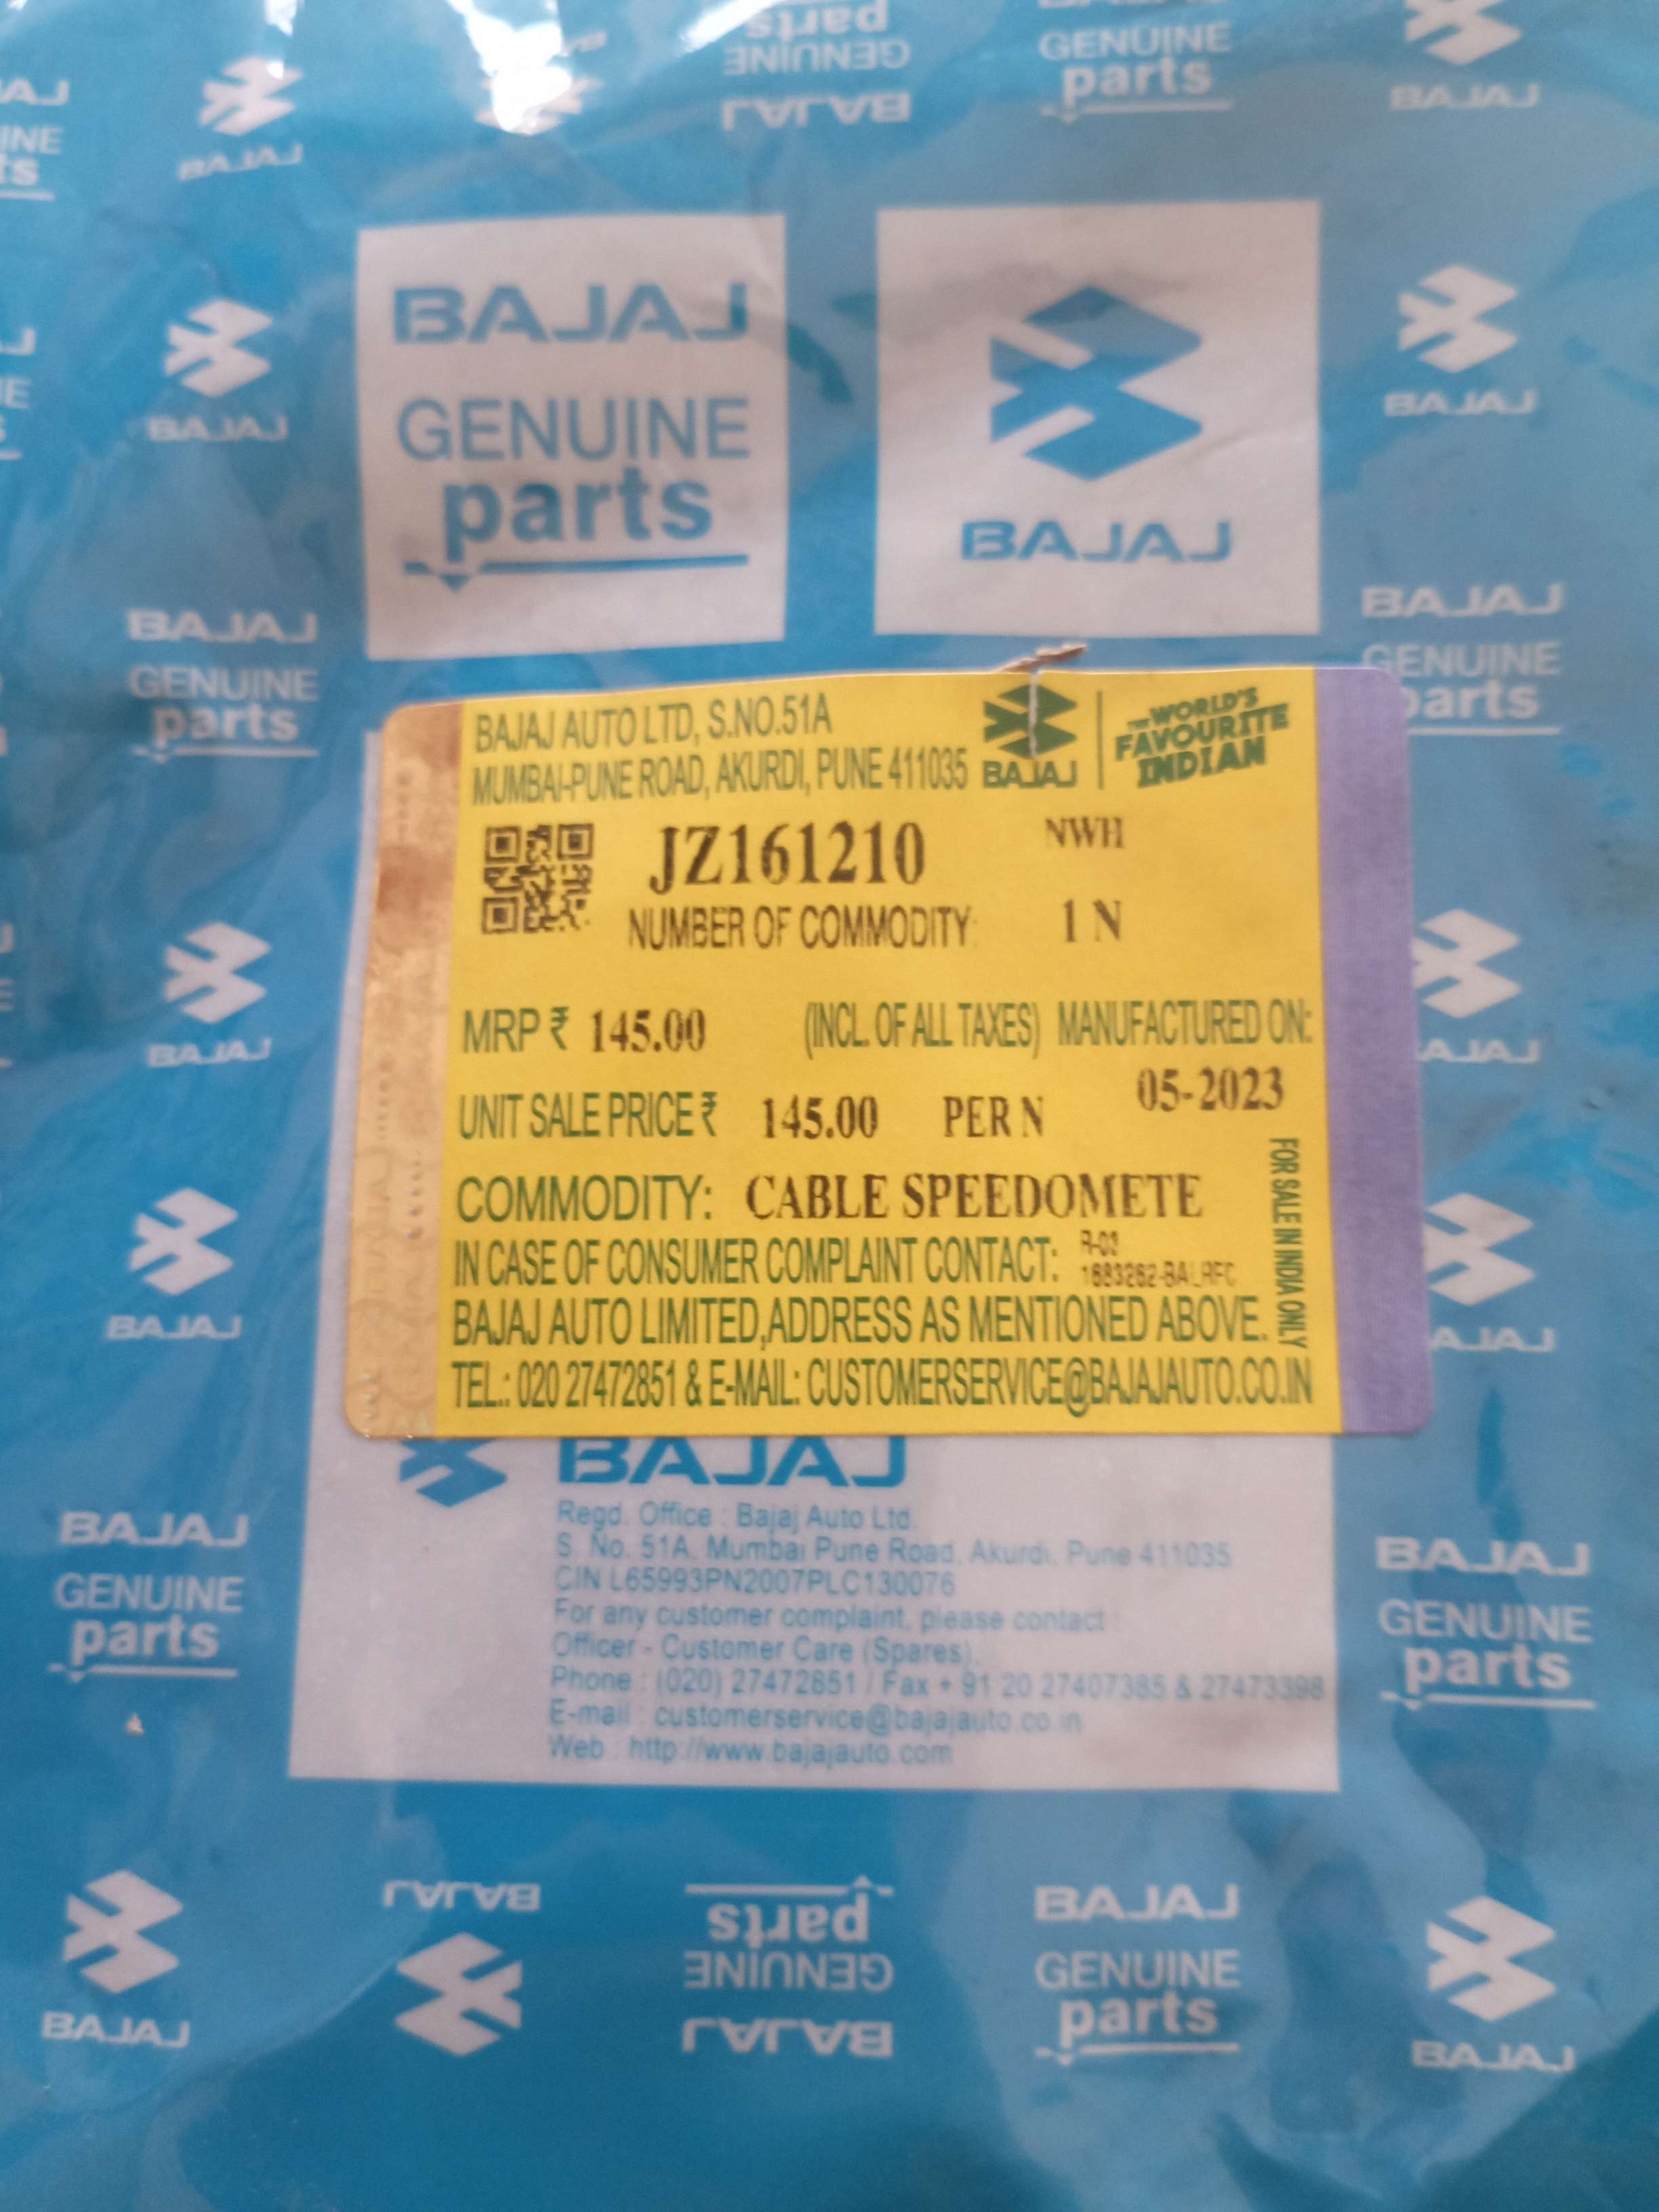 BAJAJ
GENUINE
parts
BAJAJ
BAJAJ AUTO LTD, S.NO.51A
MUMBAI-PUNE ROAD, AKURDI, PUNE 411035
BAJAJ
THE WORLD'S
FAVOURITE
INDIAN
JZ161210
NWH
NUMBER OF COMMODITY: 1 N
MRP ₹ 145.00 (INCL. OF ALL TAXES) MANUFACTURED ON:
05-2023
UNIT SALE PRICE ₹ 145.00 PER N
COMMODITY: CABLE SPEEDOMETE
IN CASE OF CONSUMER COMPLAINT CONTACT:
R-03
BAJAJ AUTO LIMITED,ADDRESS AS MENTIONED ABOVE.
TEL.: 020 27472851 & E-MAIL: CUSTOMERSERVICE@BAJAJAUTO.CO.IN
FOR SALE IN INDIA ONLY
BAJAJ
Regd. Office : Bajaj Auto Ltd.
S. No. 51A, Mumbai Pune Road, Akurdi, Pune 411035
CIN L65993PN2007PLC130076
For any customer complaint, please contact :
Officer - Customer Care (Spares)
Phone : (020) 27472851 / Fax + 91 20 27407385 & 27473398
E-mail : customerservice@bajajauto.co.in
Web : http://www.bajajauto.com